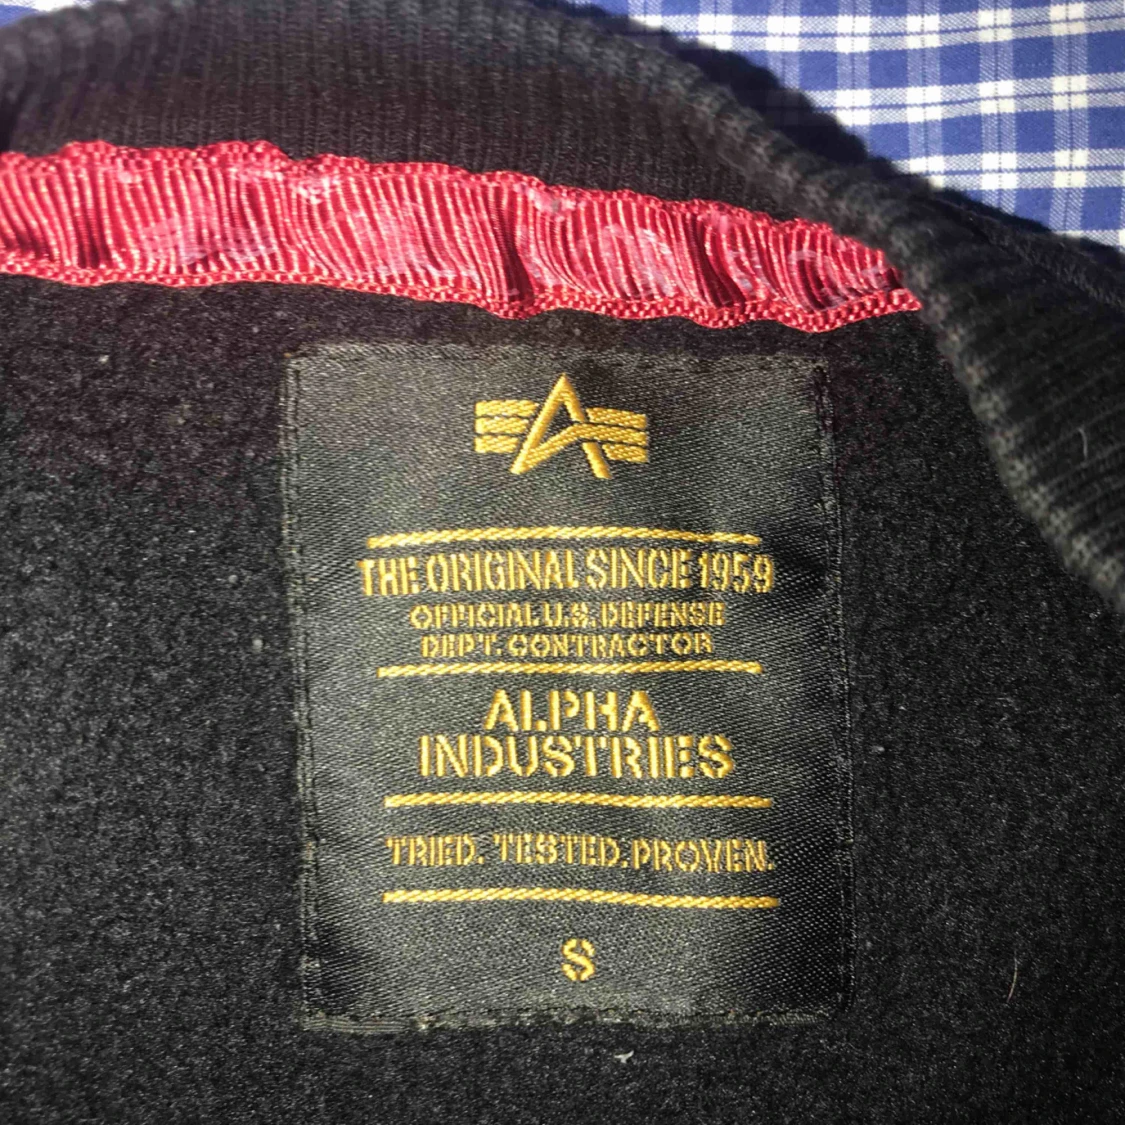 THE ORIGINAL SINCE 1959
OFFICIAL U.S. DEFENSE
DEPT. CONTRACTOR
ALPHA
INDUSTRIES
TRIED. TESTED. PROVEN.
S